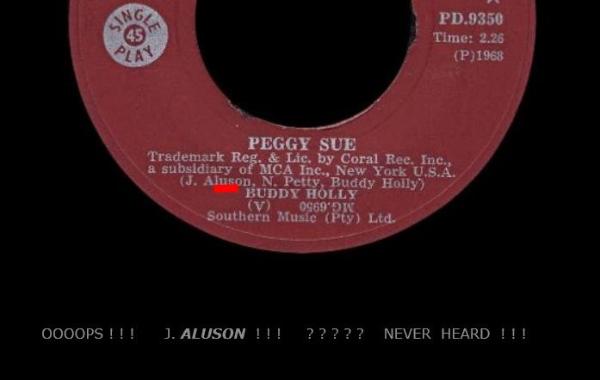 SINGLE
45
PLAY
PD.9350
Time: 2.26
(P)1968
PEGGY SUE
Trademark Reg. & Lic. by Coral Rec. Inc.,
a subsidiary of MCA Inc., New York U.S.A.
(J. Aluson, N. Petty, Buddy Holly)
BUDDY HOLLY
(V) MG.6950
Southern Music (Pty) Ltd.
OOOOPS ! ! ! J. ALUSON ! ! ! ? ? ? ? ? NEVER HEARD ! ! !